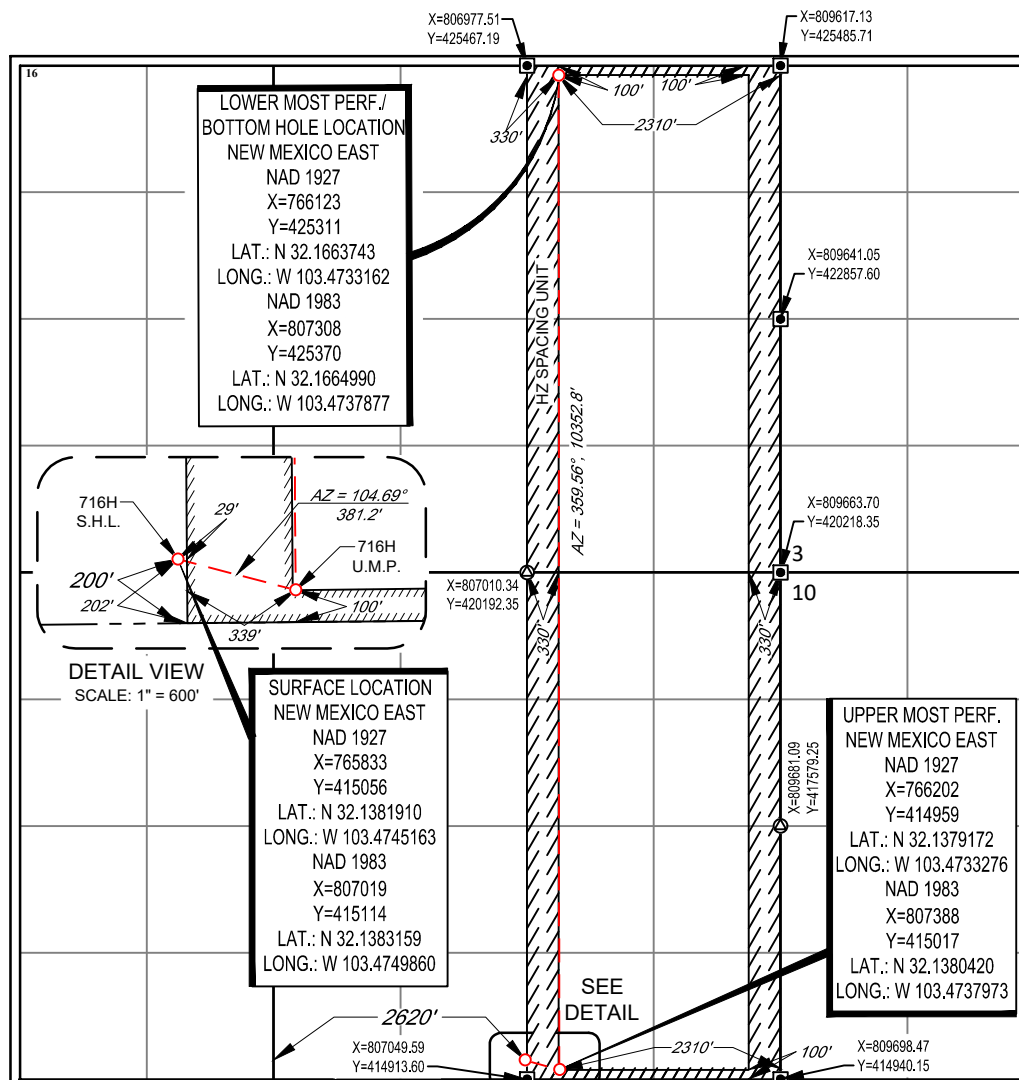 X=806977.51
Y=425467.19
X=809617.13
Y=425485.71
16
LOWER MOST PERF./
BOTTOM HOLE LOCATION
NEW MEXICO EAST
NAD 1927
X=766123
Y=425311
LAT.: N 32.1663743
LONG.: W 103.4733162
NAD 1983
X=807308
Y=425370
LAT.: N 32.1664990
LONG.: W 103.4737877
330'
100'
100'
2310'
HZ SPACING UNIT
AZ = 359.56°, 10352.8'
X=809641.05
Y=422857.60
716H
S.H.L.
29'
AZ = 104.69°
381.2'
716H
U.M.P.
200'
202'
339'
100'
DETAIL VIEW
SCALE: 1" = 600'
X=809663.70
Y=420218.35
3
10
X=807010.34
Y=420192.35
330'
330'
SURFACE LOCATION
NEW MEXICO EAST
NAD 1927
X=765833
Y=415056
LAT.: N 32.1381910
LONG.: W 103.4745163
NAD 1983
X=807019
Y=415114
LAT.: N 32.1383159
LONG.: W 103.4749860
X=809681.09
Y=417579.25
UPPER MOST PERF.
NEW MEXICO EAST
NAD 1927
X=766202
Y=414959
LAT.: N 32.1379172
LONG.: W 103.4733276
NAD 1983
X=807388
Y=415017
LAT.: N 32.1380420
LONG.: W 103.4737973
SEE
DETAIL
2620'
X=807049.59
Y=414913.60
2310'
100'
X=809698.47
Y=414940.15